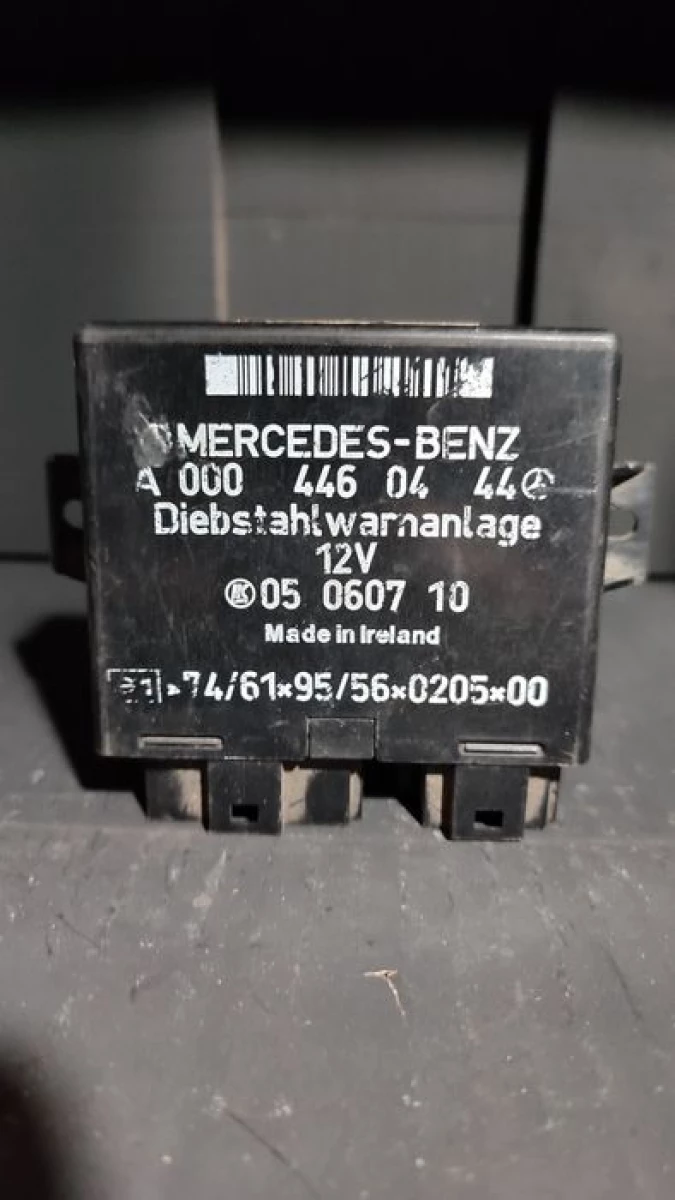 MERCEDES-BENZ
A 000 446 04 44
Diebstahlwarnanlage
12V
05 0607 10
Made in Ireland
74/61*95/56*0205*00